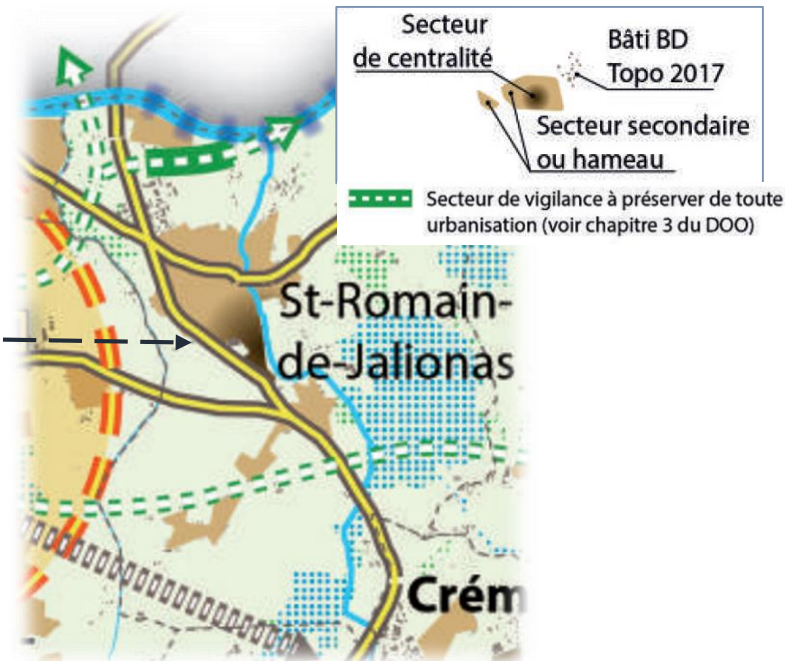 Secteur
de centralité
Bâti BD
Topo 2017
Secteur secondaire
ou hameau
Secteur de vigilance à préserver de toute
urbanisation (voir chapitre 3 du DOO)
St-Romain-
de-Jalionas
Crém